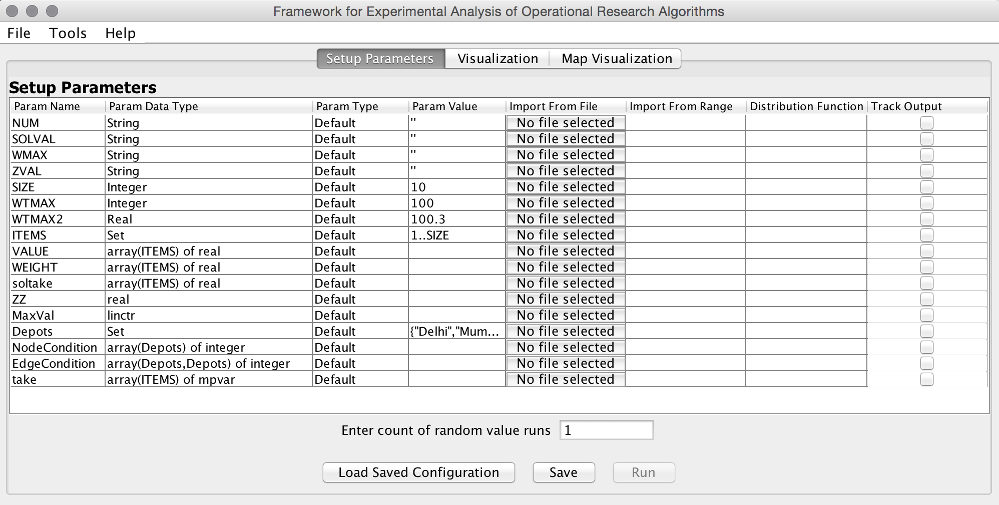 Framework for Experimental Analysis of Operational Research Algorithms
File Tools Help
Setup Parameters Visualization Map Visualization
Setup Parameters
Param Name Param Data Type Param Type Param Value Import From File Import From Range Distribution Function Track Output
NUM String Default '' No file selected
SOLVAL String Default '' No file selected
WMAX String Default '' No file selected
ZVAL String Default '' No file selected
SIZE Integer Default 10 No file selected
WTMAX Integer Default 100 No file selected
WTMAX2 Real Default 100.3 No file selected
ITEMS Set Default 1..SIZE No file selected
VALUE array(ITEMS) of real Default No file selected
WEIGHT array(ITEMS) of real Default No file selected
soltake array(ITEMS) of real Default No file selected
ZZ real Default No file selected
MaxVal linctr Default No file selected
Depots Set Default {"Delhi","Mum... No file selected
NodeCondition array(Depots) of integer Default No file selected
EdgeCondition array(Depots,Depots) of integer Default No file selected
take array(ITEMS) of mpvar Default No file selected
Enter count of random value runs 1
Load Saved Configuration Save Run